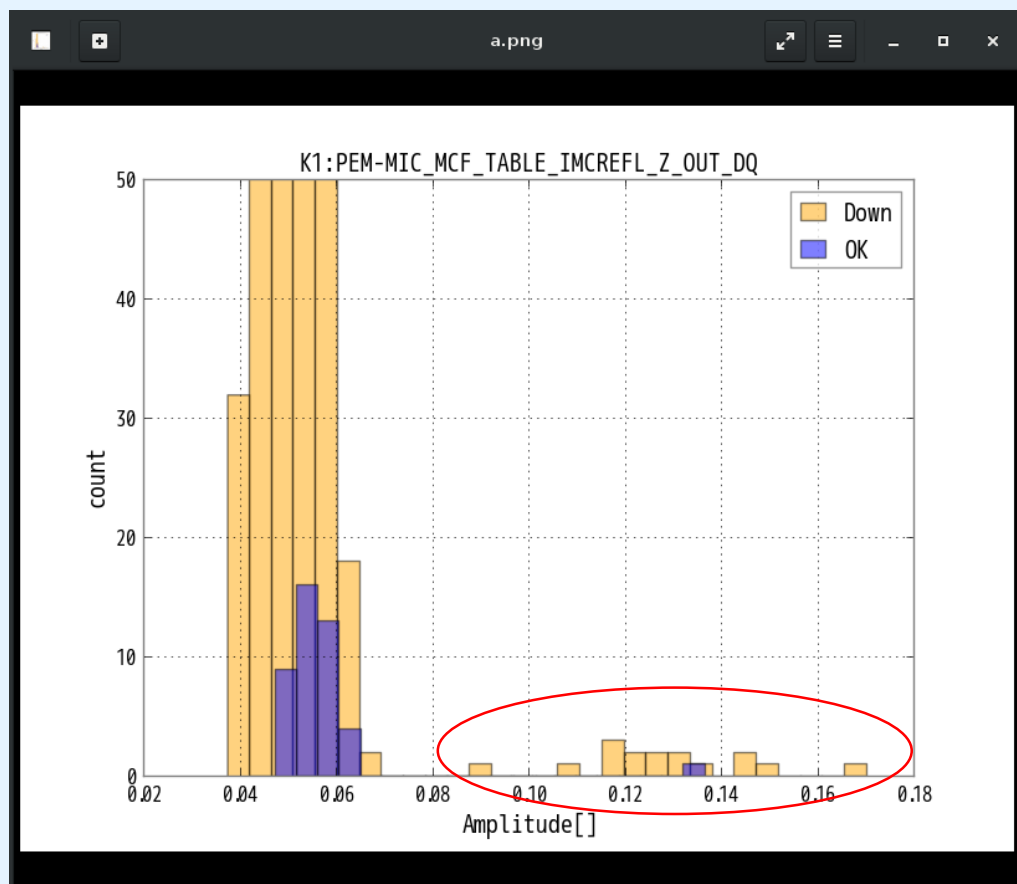 a.png
K1:PEM-MIC_MCF_TABLE_IMCREFL_Z_OUT_DQ
Down
OK
50
40
30
20
10
0
count
0.02 0.04 0.06 0.08 0.10 0.12 0.14 0.16 0.18
Amplitude[]